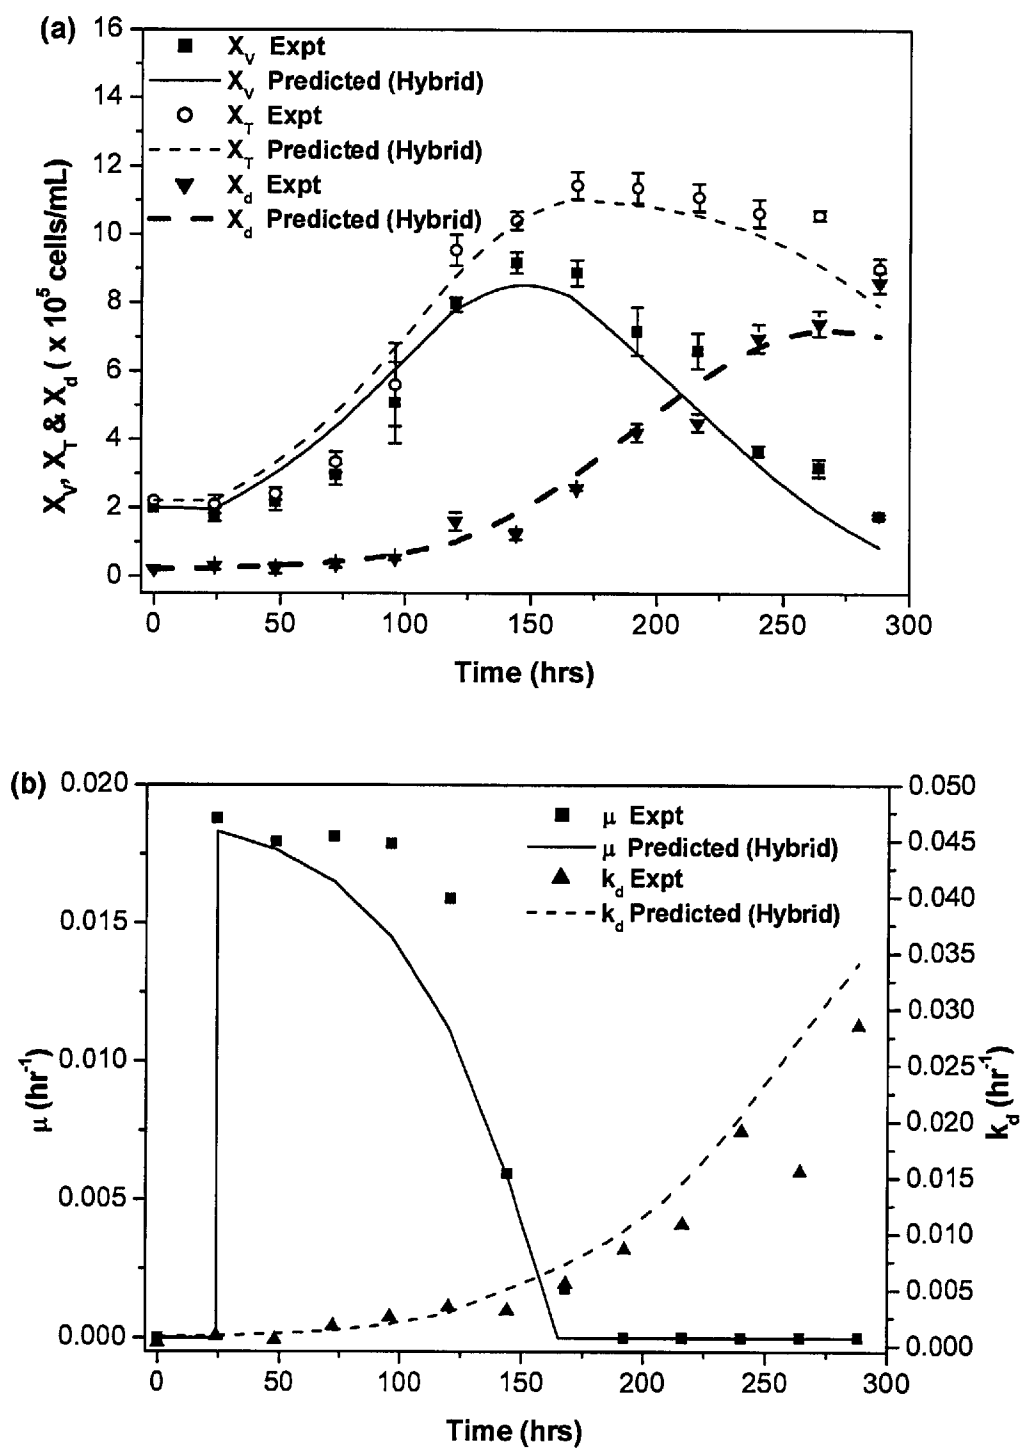 (a)
16
14
12
10
8
6
4
2
0
X_V, X_T & X_d ( x 10^5 cells/mL)
X_V Expt
X_V Predicted (Hybrid)
X_T Expt
X_T Predicted (Hybrid)
X_d Expt
X_d Predicted (Hybrid)
0 50 100 150 200 250 300
Time (hrs)
(b)
0.020
0.015
0.010
0.005
0.000
μ (hr^-1)
μ Expt
μ Predicted (Hybrid)
k_d Expt
k_d Predicted (Hybrid)
0.050
0.045
0.040
0.035
0.030
0.025
0.020
0.015
0.010
0.005
0.000
k_d (hr^-1)
0 50 100 150 200 250 300
Time (hrs)